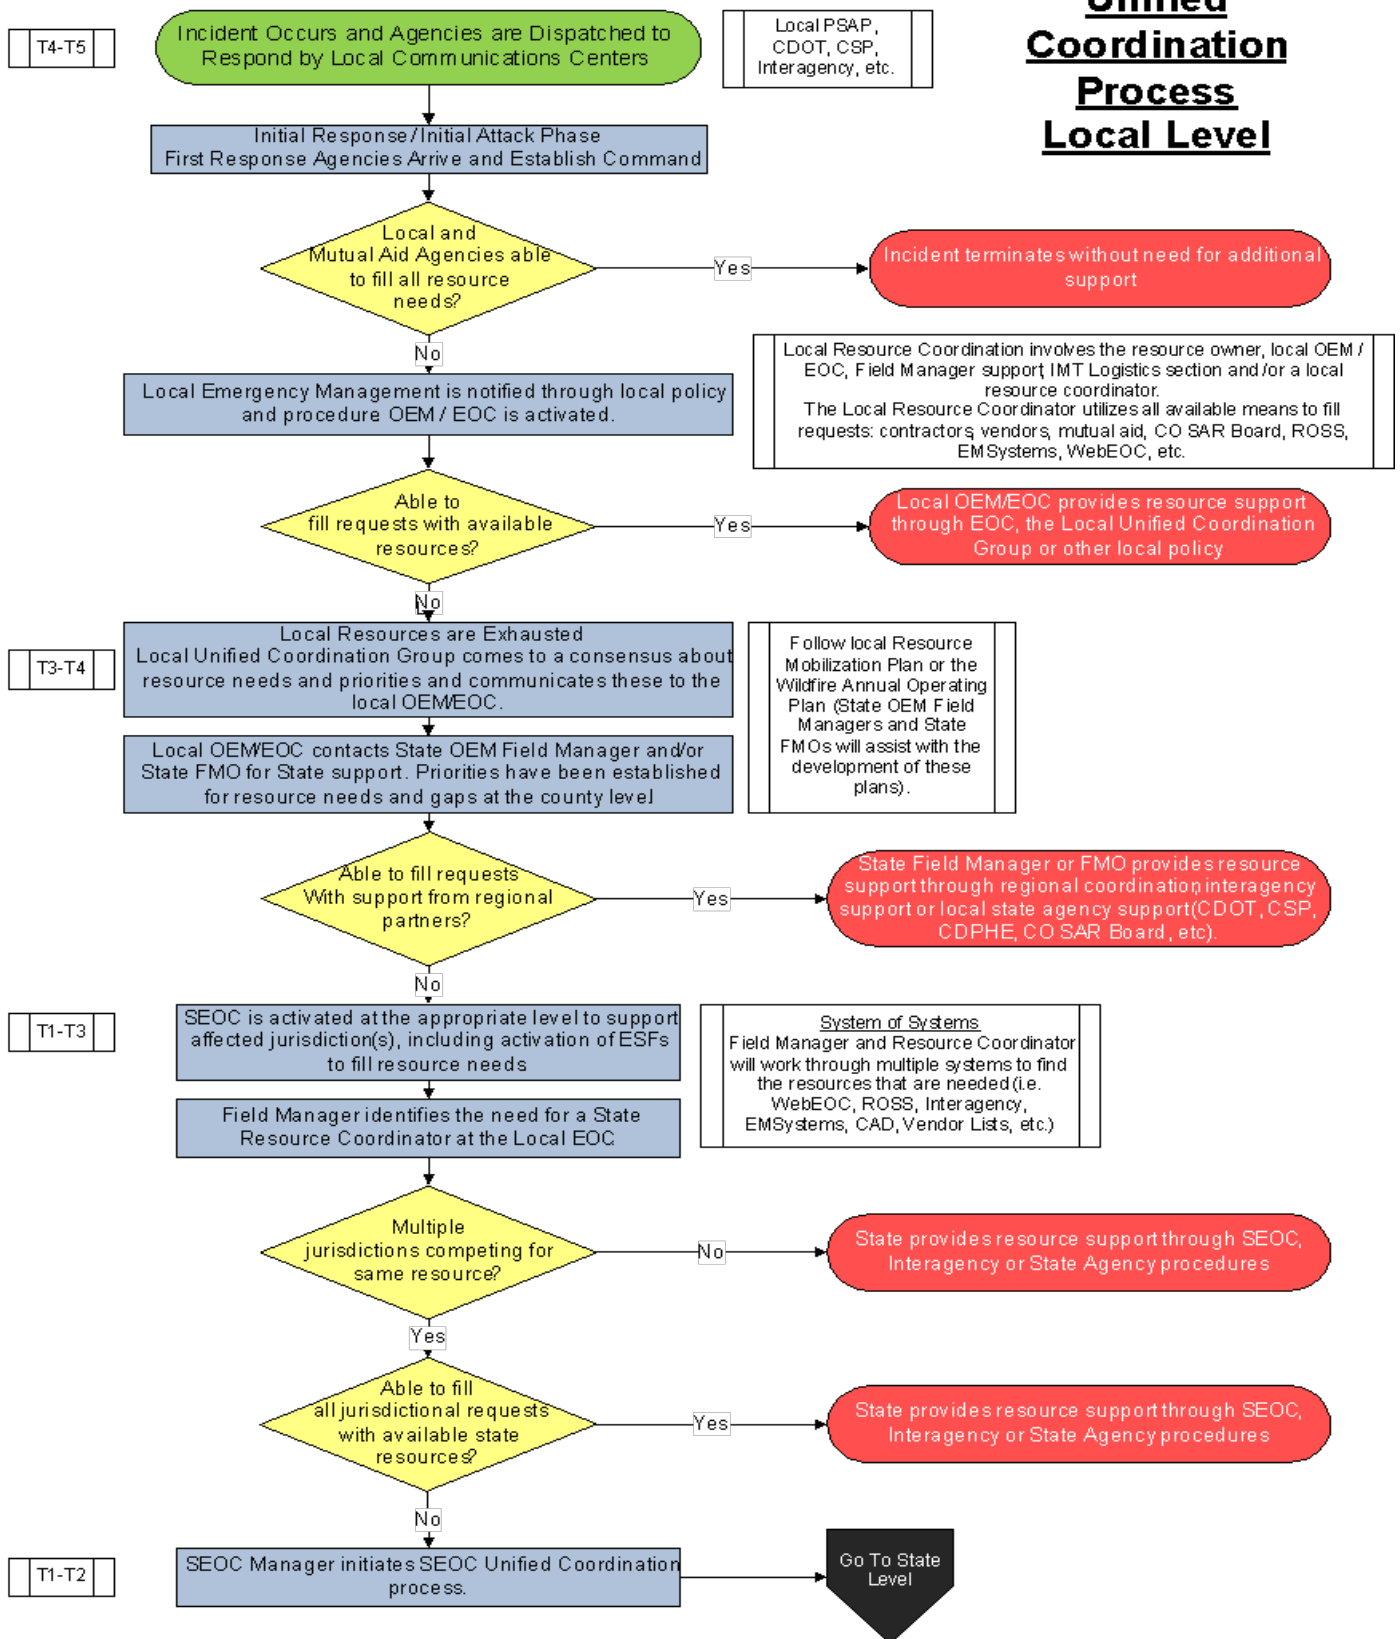 Unified
Coordination
Process
Local Level
T4-T5
Incident Occurs and Agencies are Dispatched to
Respond by Local Communications Centers
Local PSAP,
CDOT, CSP,
Interagency, etc.
Initial Response/Initial Attack Phase
First Response Agencies Arrive and Establish Command
Local and
Mutual Aid Agencies able
to fill all resource
needs?
Yes
Incident terminates without need for additional
support
No
Local Emergency Management is notified through local policy
and procedure OEM / EOC is activated.
Local Resource Coordination involves the resource owner, local OEM /
EOC, Field Manager support, IMT Logistics section and/or a local
resource coordinator.
The Local Resource Coordinator utilizes all available means to fill
requests: contractors, vendors, mutual aid, CO SAR Board, ROSS,
EMSystems, WebEOC, etc.
Able to
fill requests with available
resources?
Yes
Local OEM/EOC provides resource support
through EOC, the Local Unified Coordination
Group or other local policy
No
T3-T4
Local Resources are Exhausted
Local Unified Coordination Group comes to a consensus about
resource needs and priorities and communicates these to the
local OEM/EOC.
Follow local Resource
Mobilization Plan or the
Wildfire Annual Operating
Plan (State OEM Field
Managers and State
FMOs will assist with the
development of these
plans).
Local OEM/EOC contacts State OEM Field Manager and/or
State FMO for State support. Priorities have been established
for resource needs and gaps at the county level
Able to fill requests
With support from regional
partners?
Yes
State Field Manager or FMO provides resource
support through regional coordination, interagency
support or local state agency support (CDOT, CSP,
CDPHE, CO SAR Board, etc).
No
T1-T3
SEOC is activated at the appropriate level to support
affected jurisdiction(s), including activation of ESFs
to fill resource needs
System of Systems
Field Manager and Resource Coordinator
will work through multiple systems to find
the resources that are needed (i.e.
WebEOC, ROSS, Interagency,
EMSystems, CAD, Vendor Lists, etc.)
Field Manager identifies the need for a State
Resource Coordinator at the Local EOC
Multiple
jurisdictions competing for
same resource?
No
State provides resource support through SEOC,
Interagency or State Agency procedures
Yes
Able to fill
all jurisdictional requests
with available state
resources?
Yes
State provides resource support through SEOC,
Interagency or State Agency procedures
No
T1-T2
SEOC Manager initiates SEOC Unified Coordination
process.
Go To State
Level